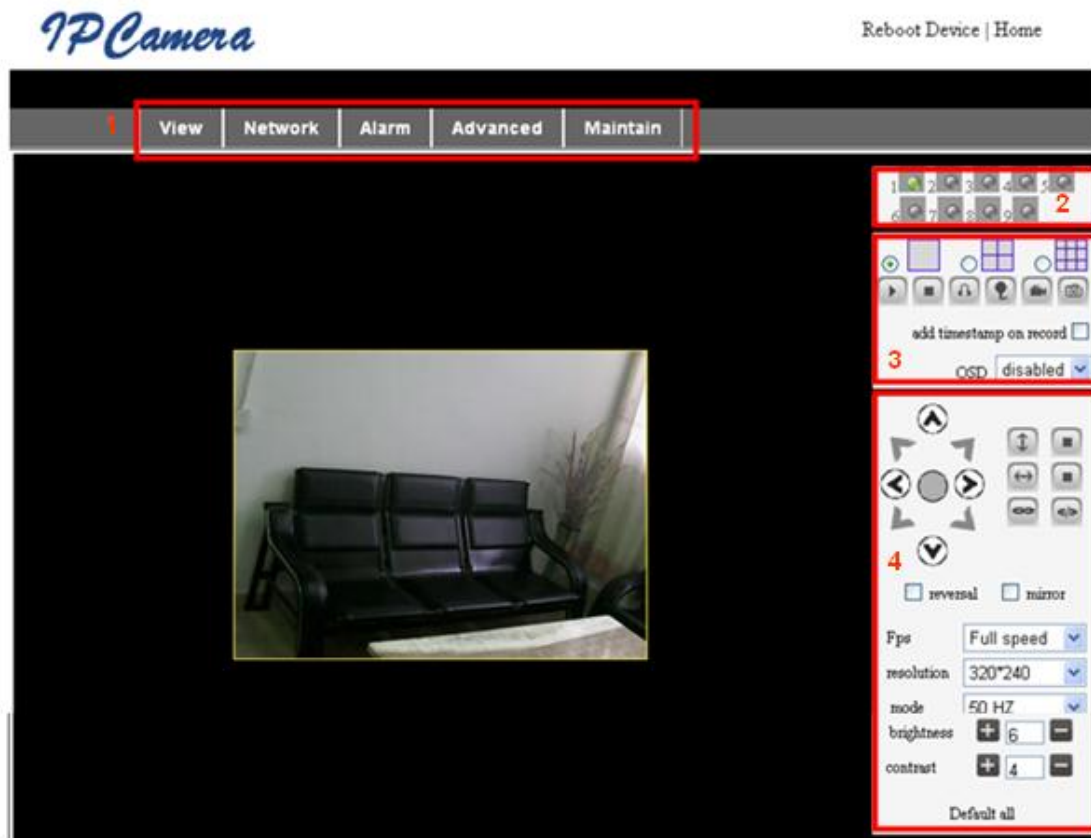 IPCamera
Reboot Device | Home
1 View Network Alarm Advanced Maintain
1 2 3 4 5
6 7 8 9 2
add timestamp on record
3
OSD disabled
4
reversal mirror
Fps Full speed
resolution 320*240
mode 50 HZ
brightness 6
contrast 4
Default all